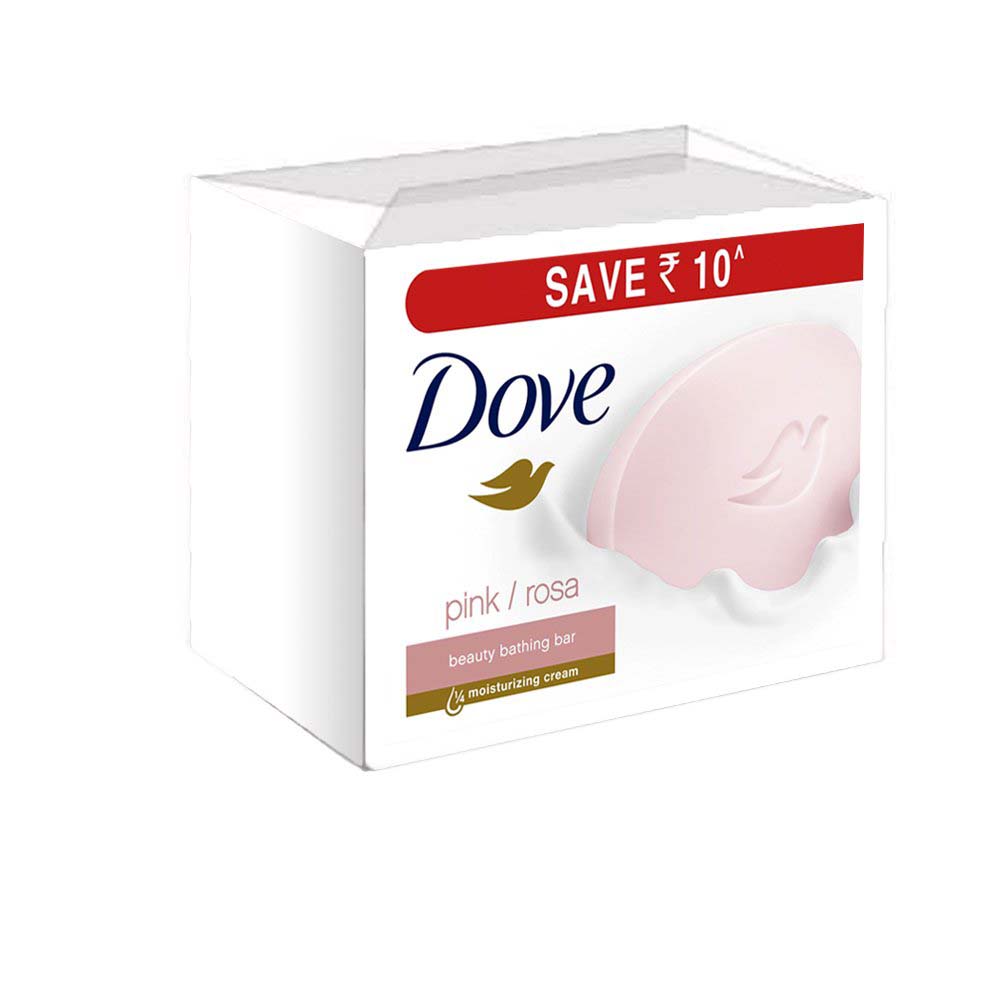 SAVE ₹ 10^
Dove
pink / rosa
beauty bathing bar
¼ moisturizing cream